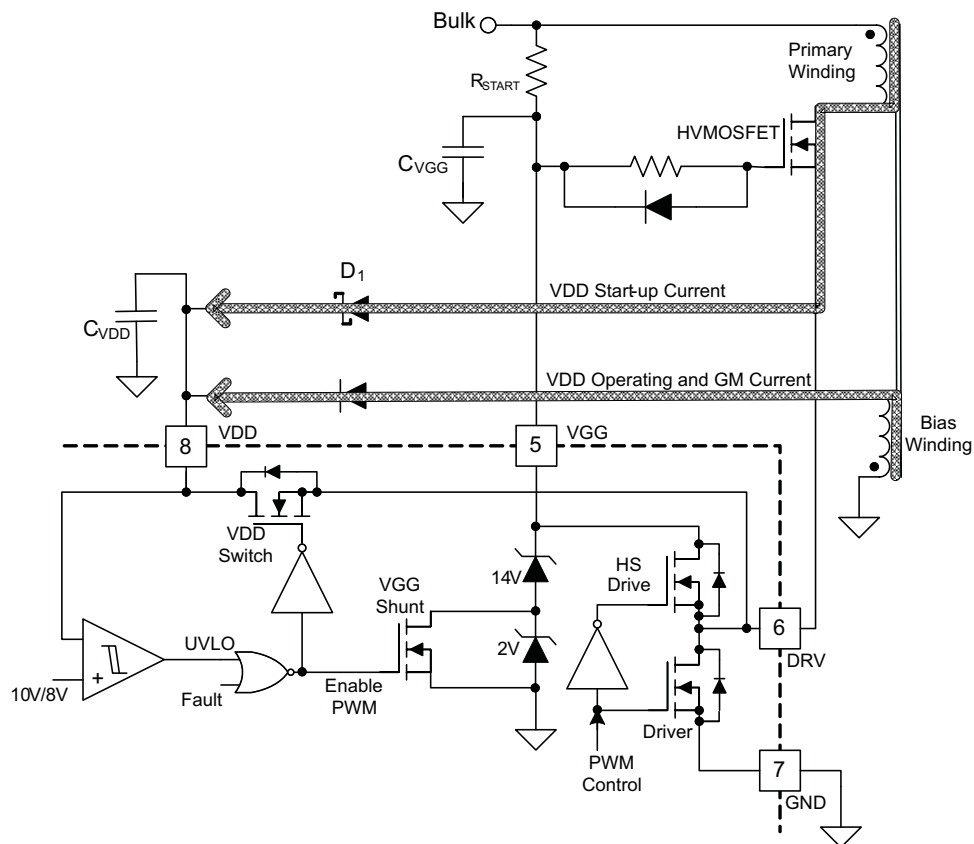 Bulk
Primary
Winding
RSTART
HVMOSFET
CVGG
D1
VDD Start-up Current
CVDD
VDD Operating and GM Current
8
VDD
5
VGG
Bias
Winding
VDD
Switch
14V
HS
Drive
VGG
Shunt
6
UVLO
2V
DRV
10V/8V
+
Fault
Enable
PWM
Driver
PWM
Control
7
GND